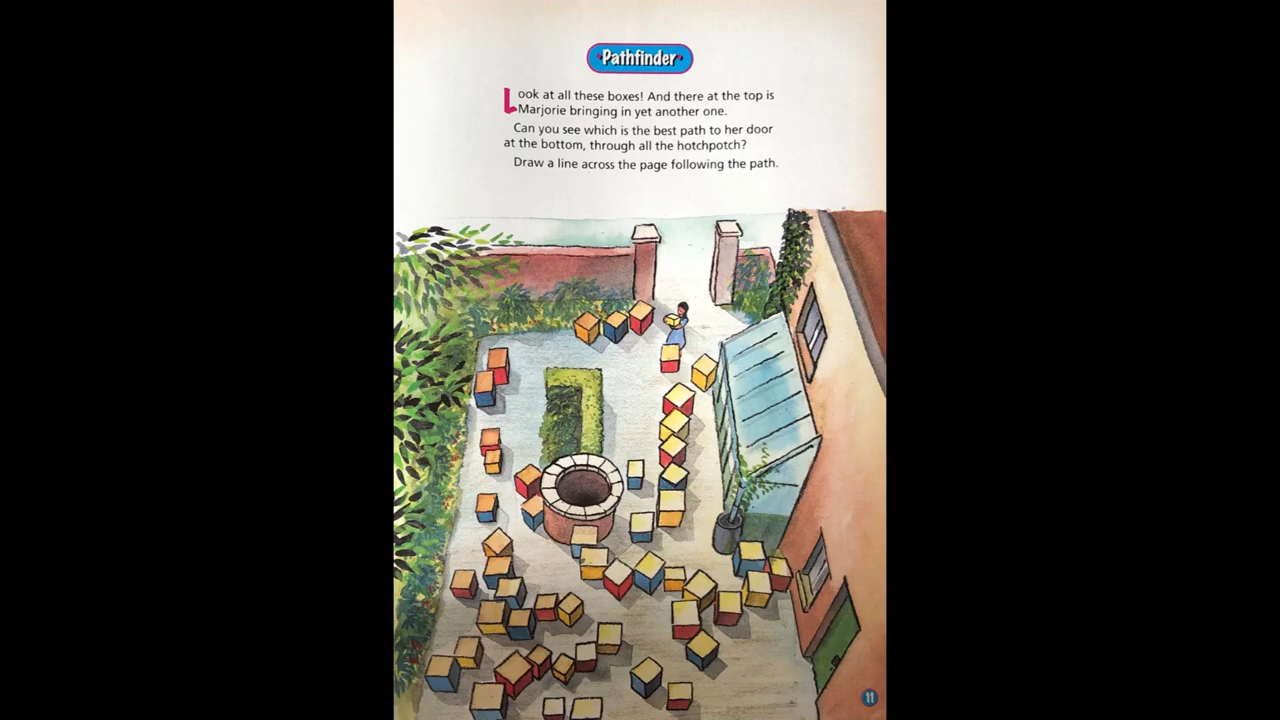 Pathfinder
Look at all these boxes! And there at the top is
Marjorie bringing in yet another one.
Can you see which is the best path to her door
at the bottom, through all the hotchpotch?
Draw a line across the page following the path.
11